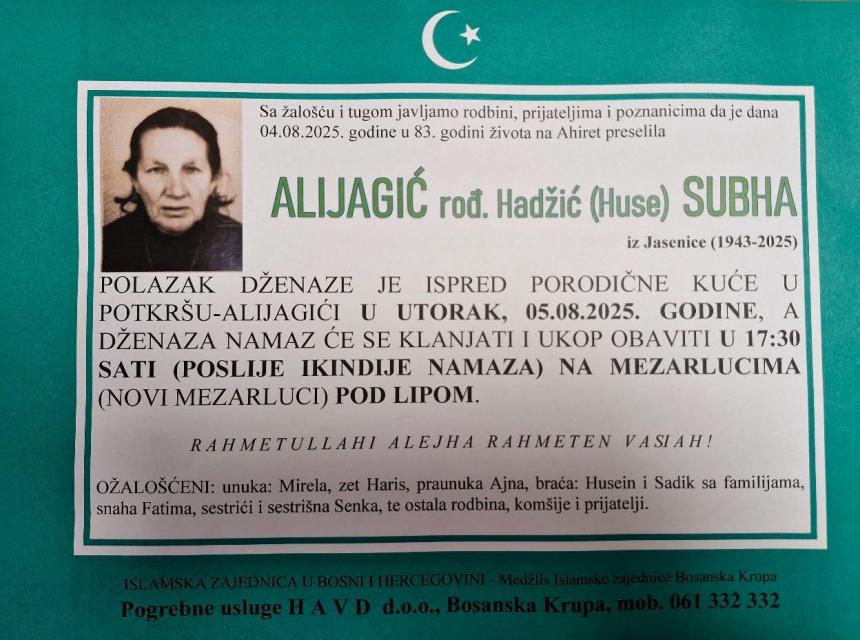 Sa žalošću i tugom javljamo rodbini, prijateljima i poznanicima da je dana
04.08.2025. godine u 83. godini života na Ahiret preselila
ALIJAGIĆ rođ. Hadžić (Huse) SUBHA
iz Jasenice (1943-2025)
POLAZAK DŽENAZE JE ISPRED PORODIČNE KUĆE U
POTKRŠU-ALIJAGIĆI U UTORAK, 05.08.2025. GODINE, A
DŽENAZA NAMAZ ĆE SE KLANJATI I UKOP OBAVITI U 17:30
SATI (POSLIJE IKINDIJE NAMAZA) NA MEZARLUCIMA
(NOVI MEZARLUCI) POD LIPOM.
RAHMETULLAHI ALEJHA RAHMETEN VASIAH!
OŽALOŠĆENI: unuka: Mirela, zet Haris, praunuka Ajna, braća: Husein i Sadik sa familijama,
snaha Fatima, sestrići i sestrišna Senka, te ostala rodbina, komšije i prijatelji.
ISLAMSKA ZAJEDNICA U BOSNI I HERCEGOVINI - Medžlis Islamske zajednice Bosanska Krupa
Pogrebne usluge H A V D d.o.o., Bosanska Krupa, mob. 061 332 332